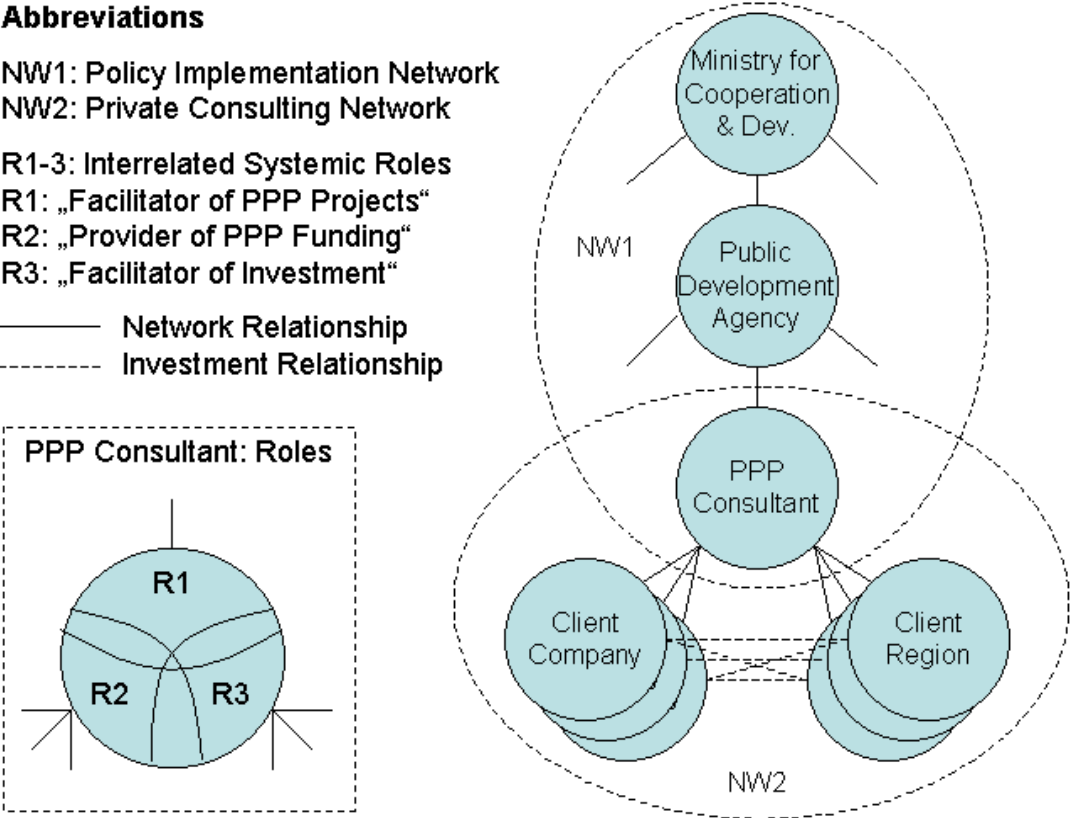 Abbreviations
NW1: Policy Implementation Network
NW2: Private Consulting Network
R1-3: Interrelated Systemic Roles
R1: „Facilitator of PPP Projects“
R2: „Provider of PPP Funding“
R3: „Facilitator of Investment“
Network Relationship
Investment Relationship
PPP Consultant: Roles
R1
R2
R3
Ministry for
Cooperation
& Dev.
NW1
Public
Development
Agency
PPP
Consultant
Client
Company
Client
Region
NW2